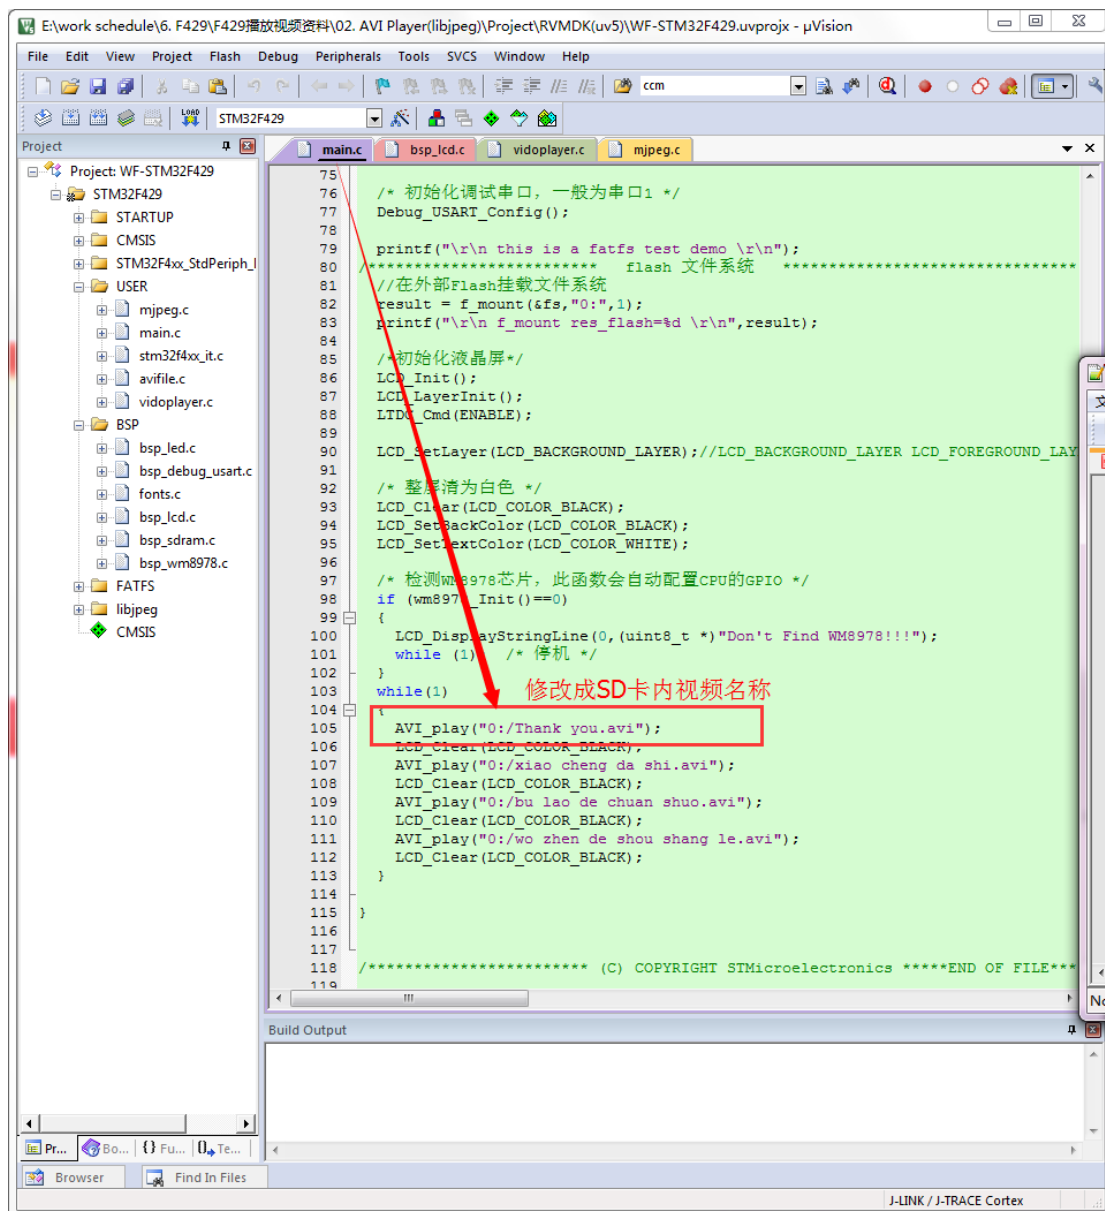 E:\work schedule\6. F429\F429播放视频资料\02. AVI Player(libjpeg)\Project\RVMDK(uv5)\WF-STM32F429.uvprojx - µVision
File Edit View Project Flash Debug Peripherals Tools SVCS Window Help
ccm
LOAD STM32F429
Project
main.c bsp_lcd.c vidoplayer.c mjpeg.c
Project: WF-STM32F429
STM32F429
STARTUP
CMSIS
STM32F4xx_StdPeriph_
USER
mjpeg.c
main.c
stm32f4xx_it.c
avifile.c
vidoplayer.c
BSP
bsp_led.c
bsp_debug_usart.c
fonts.c
bsp_lcd.c
bsp_sdram.c
bsp_wm8978.c
FATFS
libjpeg
CMSIS
75
76 /* 初始化调试串口，一般为串口1 */
77 Debug_USART_Config();
78
79 printf("\r\n this is a fatfs test demo \r\n");
80 /************************* flash 文件系统 ********************************
81 //在外部Flash挂载文件系统
82 result = f_mount(&fs,"0:",1);
83 printf("\r\n f_mount res_flash=%d \r\n",result);
84
85 /*初始化液晶屏*/
86 LCD_Init();
87 LCD_LayerInit();
88 LTDC_Cmd(ENABLE);
89
90 LCD_SetLayer(LCD_BACKGROUND_LAYER);//LCD_BACKGROUND_LAYER LCD_FOREGROUND_LAY
91
92 /* 整屏清为白色 */
93 LCD_Clear(LCD_COLOR_BLACK);
94 LCD_SetBackColor(LCD_COLOR_BLACK);
95 LCD_SetTextColor(LCD_COLOR_WHITE);
96
97 /* 检测WM8978芯片，此函数会自动配置CPU的GPIO */
98 if (wm8978_Init()==0)
99 {
100 LCD_DisplayStringLine(0,(uint8_t *)"Don't Find WM8978!!!");
101 while (1) /* 停机 */
102 }
103 while(1)
修改成SD卡内视频名称
104 {
105 AVI_play("0:/Thank you.avi");
106 LCD_Clear(LCD_COLOR_BLACK);
107 AVI_play("0:/xiao cheng da shi.avi");
108 LCD_Clear(LCD_COLOR_BLACK);
109 AVI_play("0:/bu lao de chuan shuo.avi");
110 LCD_Clear(LCD_COLOR_BLACK);
111 AVI_play("0:/wo zhen de shou shang le.avi");
112 LCD_Clear(LCD_COLOR_BLACK);
113 }
114
115 }
116
117
118 /************************ (C) COPYRIGHT STMicroelectronics *****END OF FILE***
119
Build Output
Pr... Bo... {} Fu... Te...
Browser Find In Files
J-LINK / J-TRACE Cortex